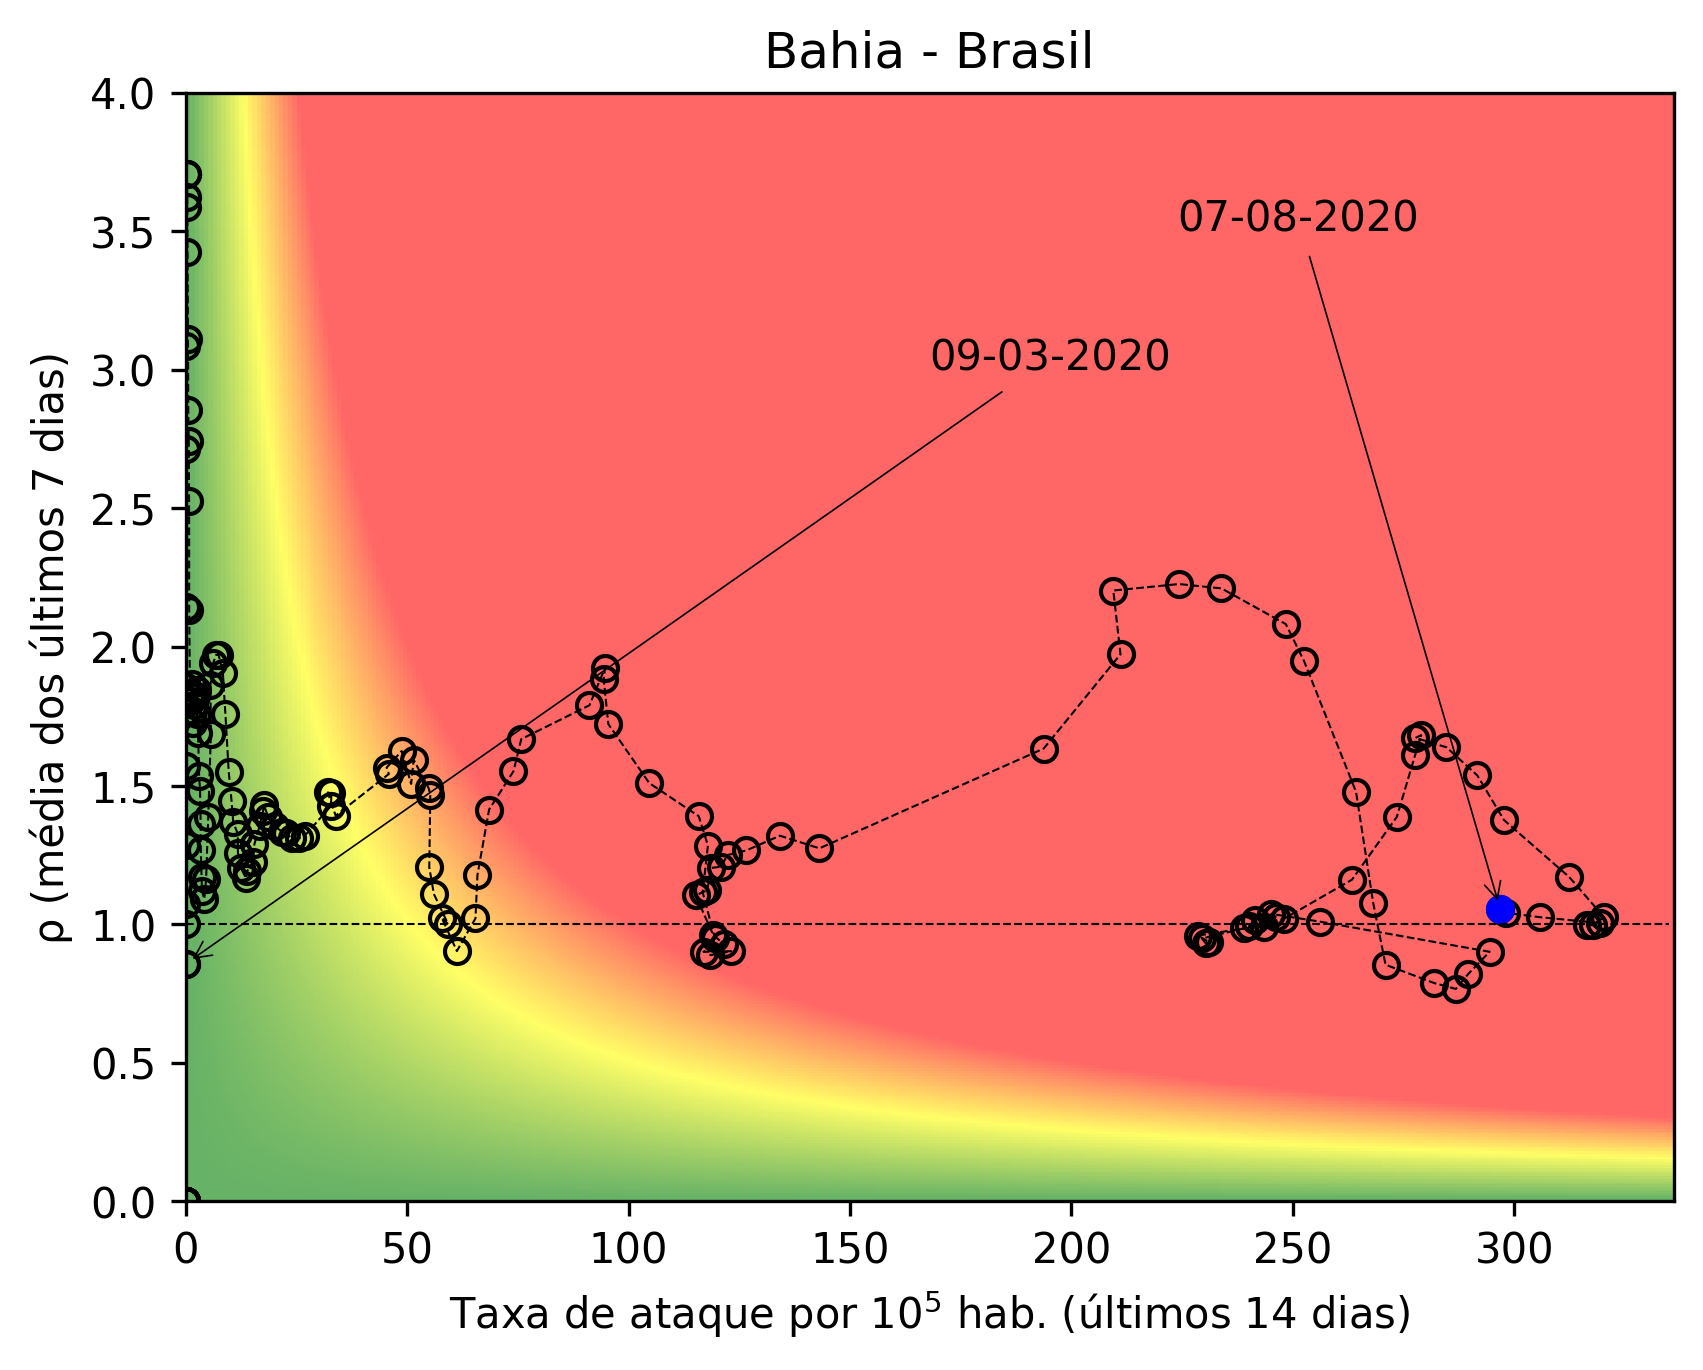 Bahia - Brasil
4.0
3.5
3.0
2.5
2.0
1.5
1.0
0.5
0.0
ρ (média dos últimos 7 dias)
07-08-2020
09-03-2020
0 50 100 150 200 250 300
Taxa de ataque por 10⁵ hab. (últimos 14 dias)